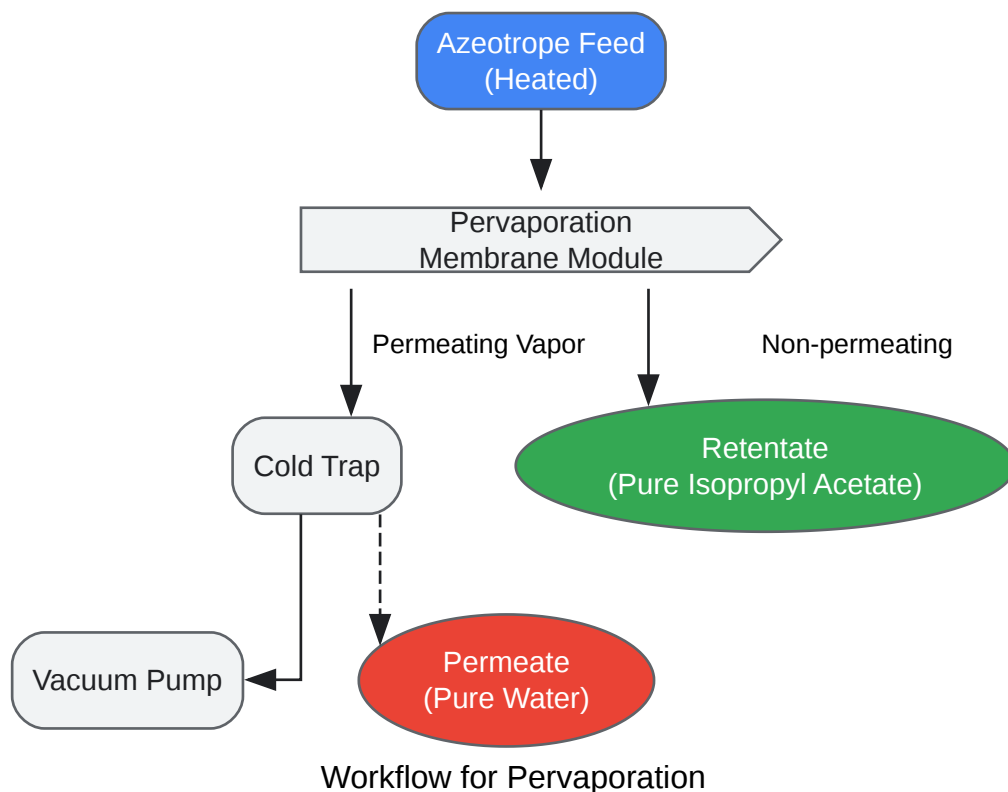 Azeotrope Feed
(Heated)
Pervaporation
Membrane Module
Permeating Vapor
Non-permeating
Cold Trap
Retentate
(Pure Isopropyl Acetate)
Vacuum Pump
Permeate
(Pure Water)
Workflow for Pervaporation